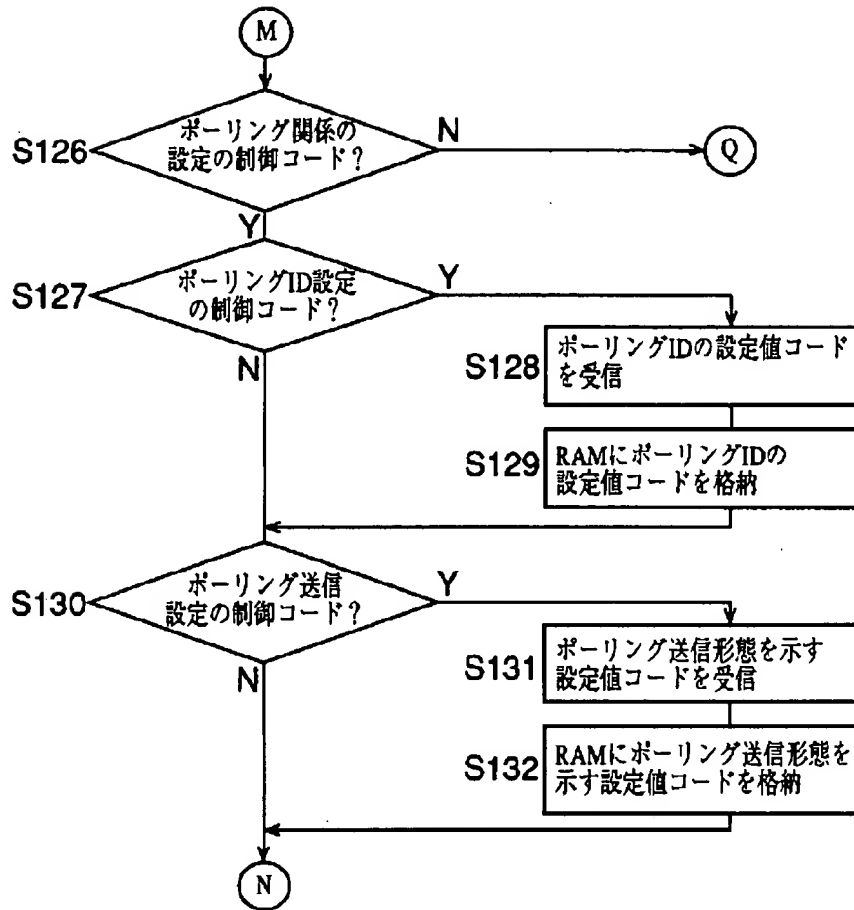 M
S126
ポーリング関係の
設定の制御コード？
N
Q
Y
S127
ポーリングID設定
の制御コード？
Y
N
S128
ポーリングIDの設定値コード
を受信
S129
RAMにポーリングIDの
設定値コードを格納
S130
ポーリング送信
設定の制御コード？
Y
N
S131
ポーリング送信形態を示す
設定値コードを受信
S132
RAMにポーリング送信形態を
示す設定値コードを格納
N